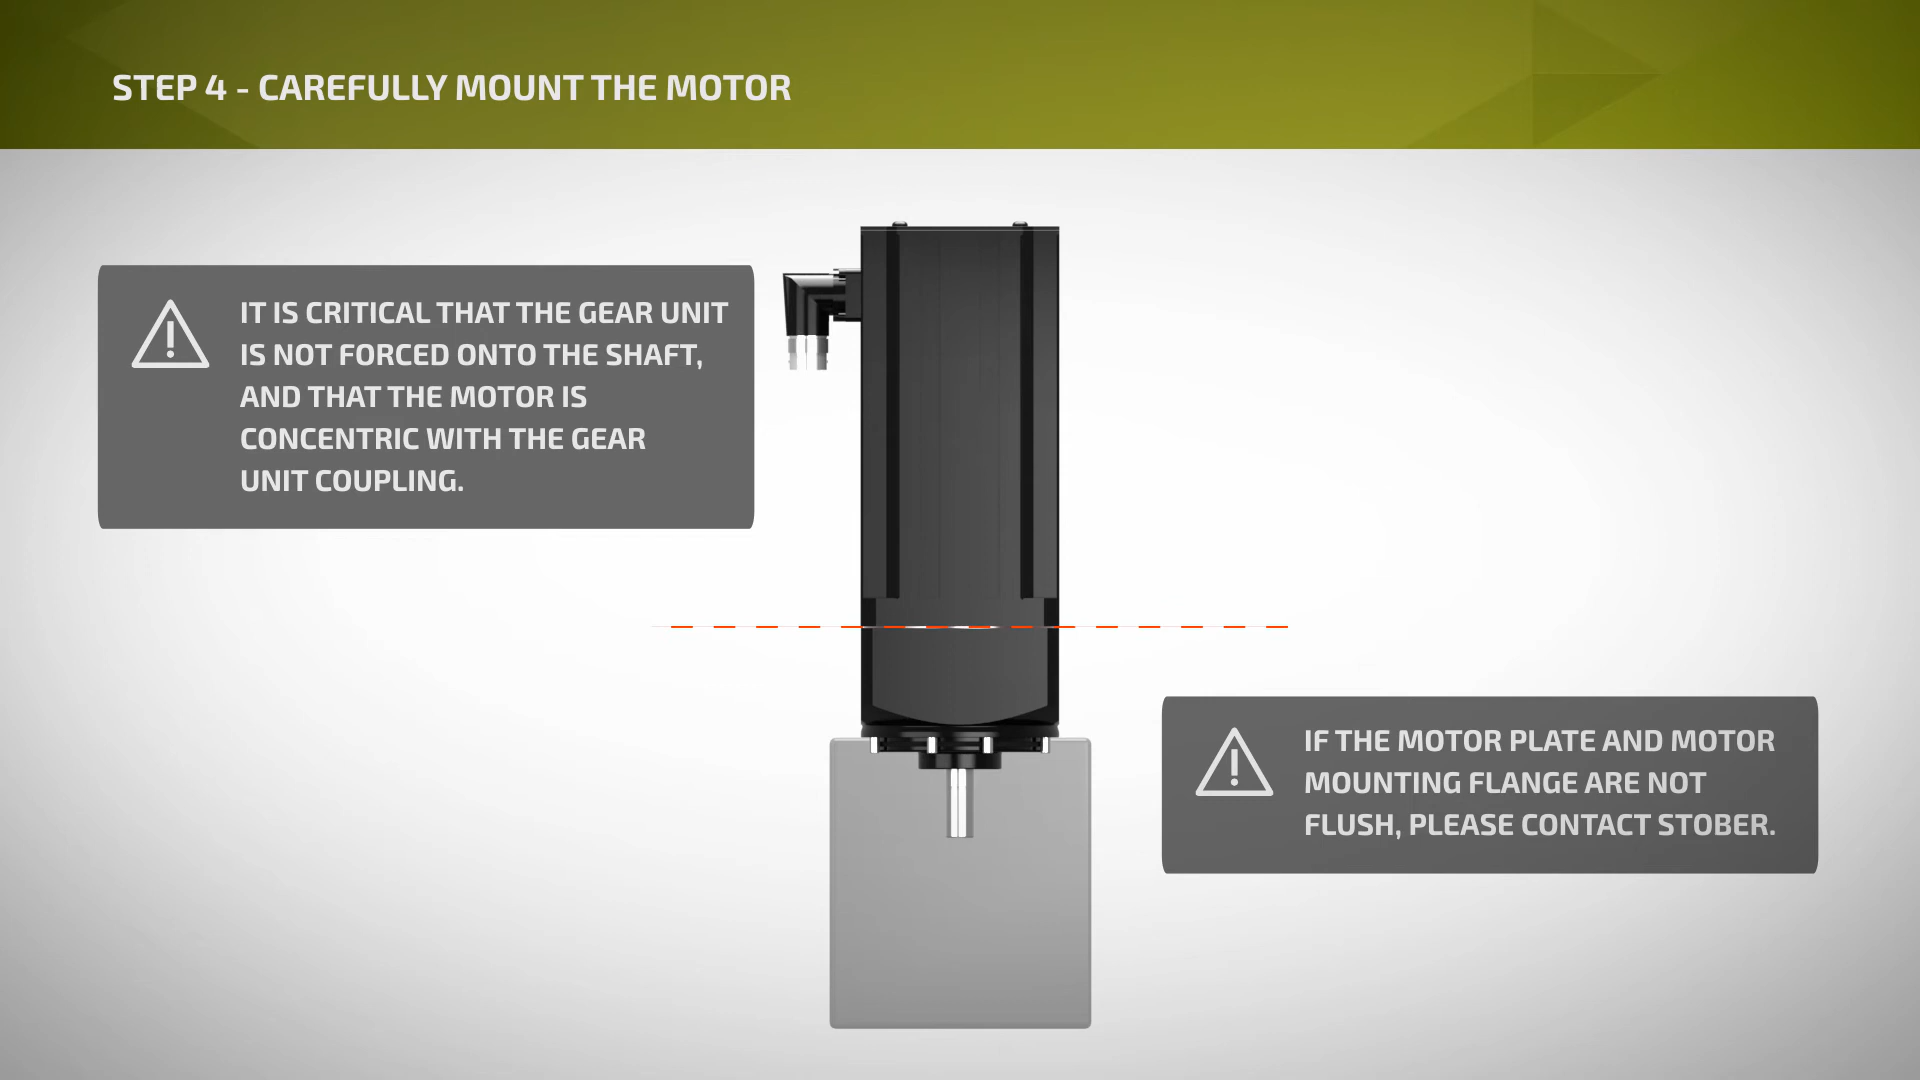 STEP 4 - CAREFULLY MOUNT THE MOTOR
IT IS CRITICAL THAT THE GEAR UNIT
IS NOT FORCED ONTO THE SHAFT,
AND THAT THE MOTOR IS
CONCENTRIC WITH THE GEAR
UNIT COUPLING.
IF THE MOTOR PLATE AND MOTOR
MOUNTING FLANGE ARE NOT
FLUSH, PLEASE CONTACT STOBER.